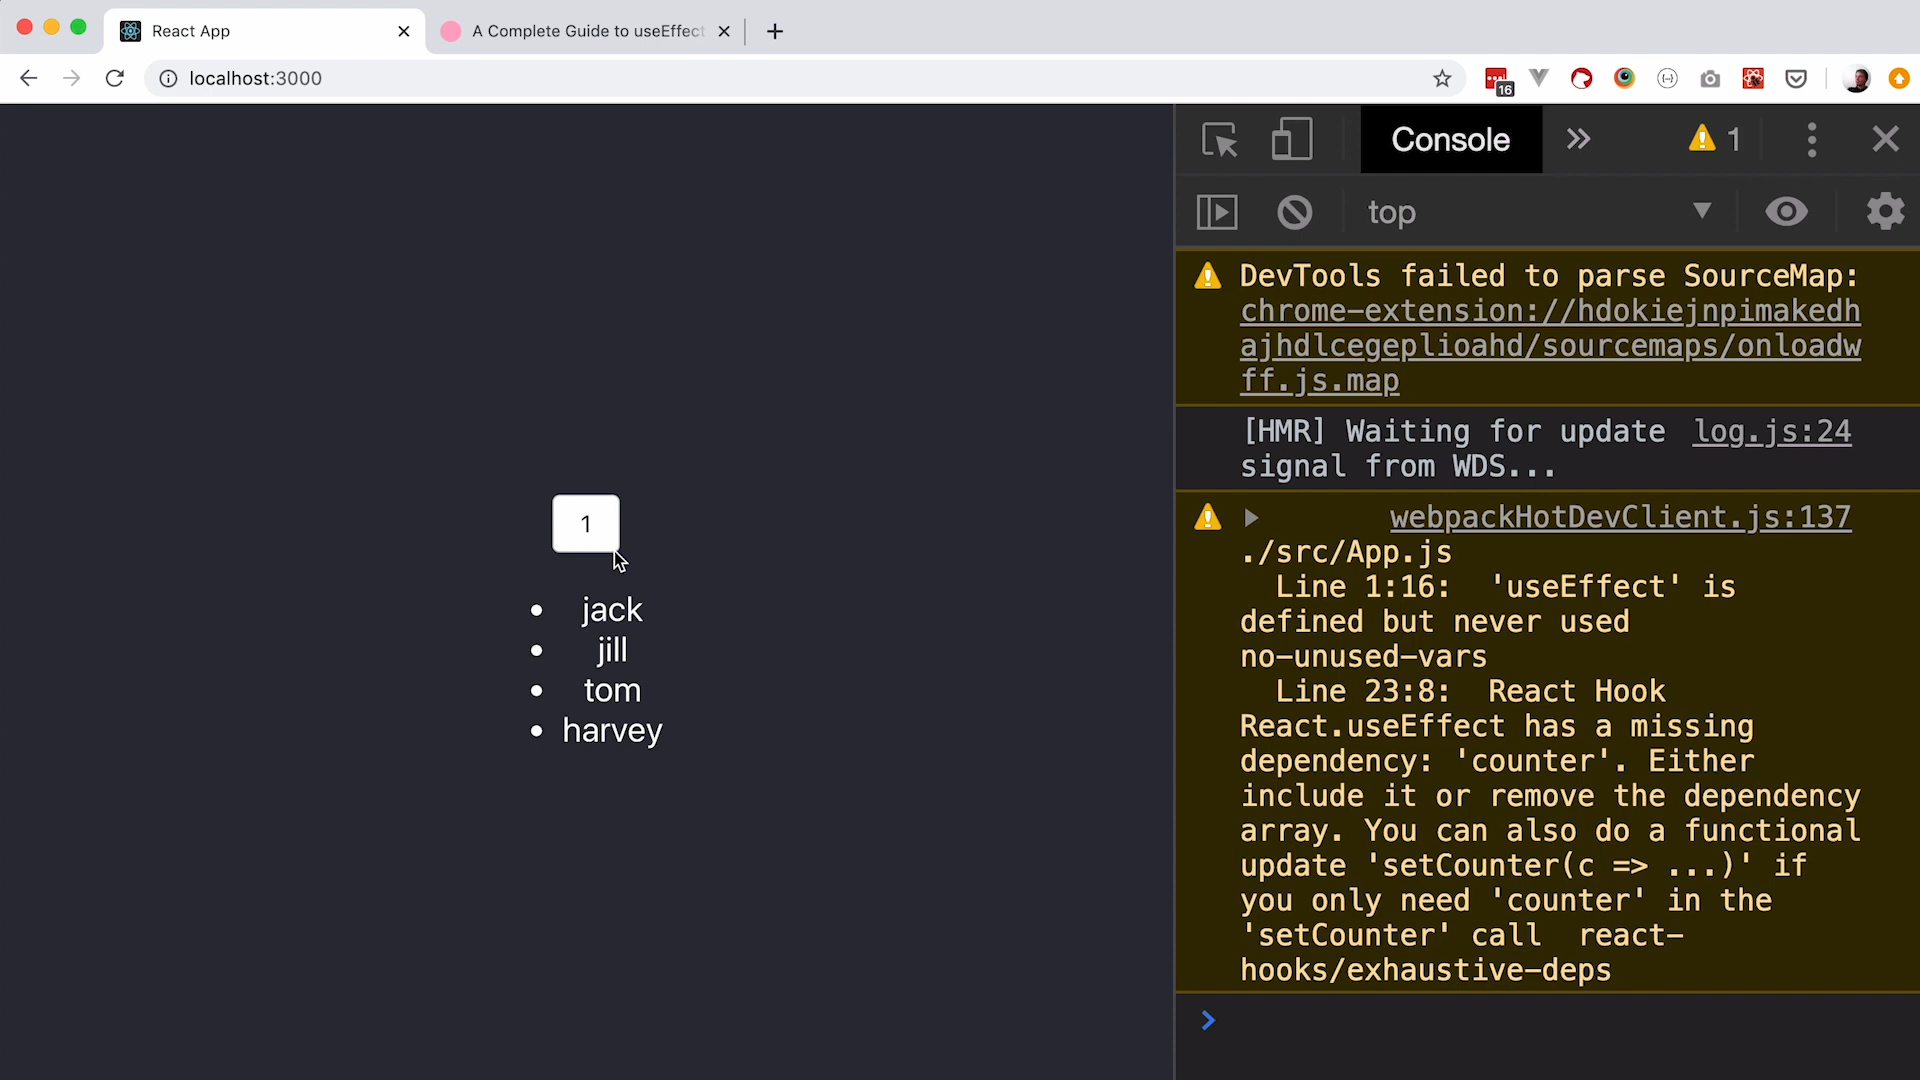 React App
A Complete Guide to useEffect
localhost:3000
16
Console
1
top
DevTools failed to parse SourceMap:
chrome-extension://hdokiejnpimakedh
ajhdlcegeplioahd/sourcemaps/onloadw
ff.js.map
[HMR] Waiting for update log.js:24
signal from WDS...
webpackHotDevClient.js:137
./src/App.js
Line 1:16: 'useEffect' is
defined but never used
no-unused-vars
Line 23:8: React Hook
React.useEffect has a missing
dependency: 'counter'. Either
include it or remove the dependency
array. You can also do a functional
update 'setCounter(c => ...)' if
you only need 'counter' in the
'setCounter' call react-
hooks/exhaustive-deps
1
jack
jill
tom
harvey